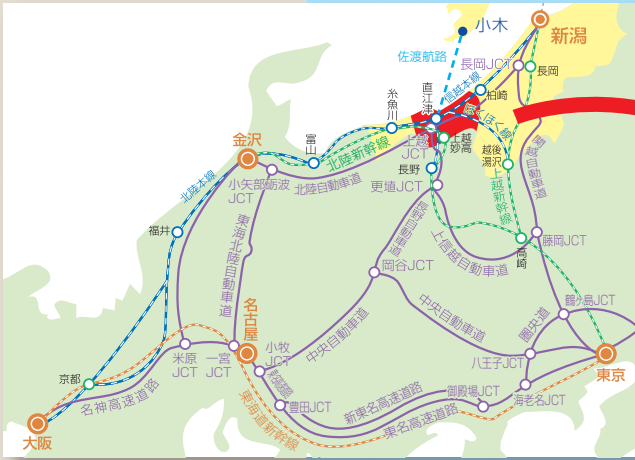 小木
新潟
佐渡航路
長岡JCT
長岡
信越本線
柏崎
直江津
糸魚川
ほくほく線
上越JCT
上越妙高
越後湯沢
関越自動車道
金沢
富山
北陸新幹線
北陸自動車道
小矢部砺波JCT
北陸本線
長野
更埴JCT
上越新幹線
長野自動車道
上信越自動車道
高崎
藤岡JCT
福井
東海北陸自動車道
岡谷JCT
中央自動車道
中央自動車道
鶴ヶ島JCT
圏央道
名古屋
小牧JCT
米原JCT
一宮JCT
八王子JCT
東京
京都
名神高速道路
豊田JCT
新東名高速道路
御殿場JCT
海老名JCT
東名高速道路
東海道新幹線
大阪